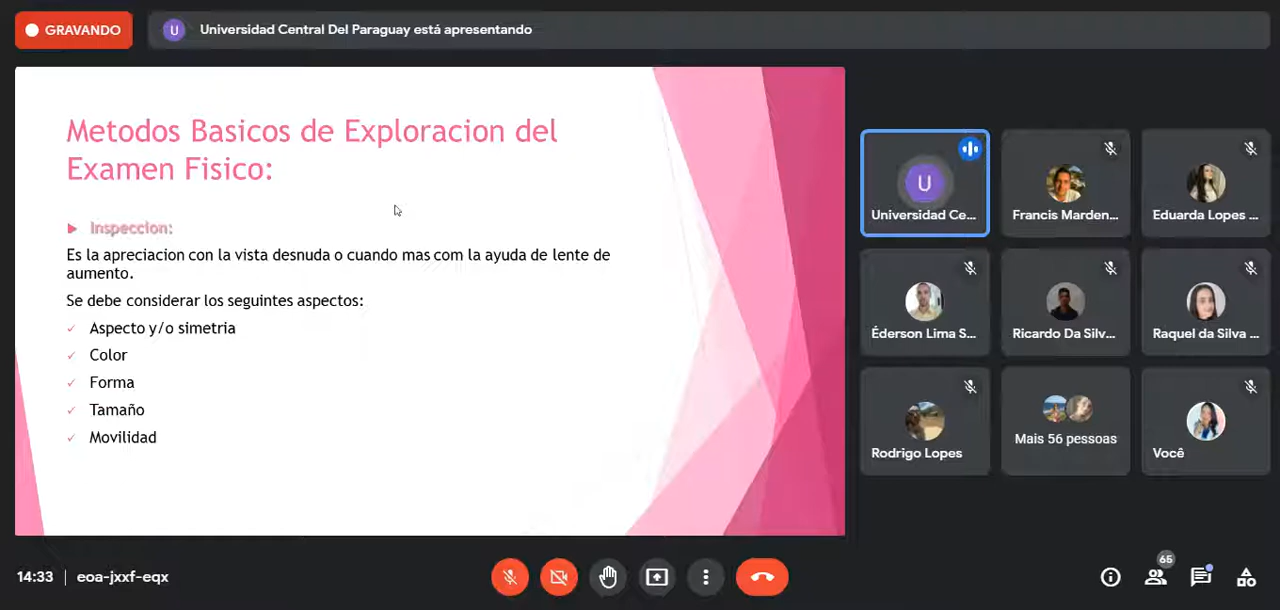 GRAVANDO
U
Universidad Central Del Paraguay está apresentando
Metodos Basicos de Exploracion del
Examen Fisico:
Inspeccion:
Es la apreciacion con la vista desnuda o cuando mas com la ayuda de lente de
aumento.
Se debe considerar los seguintes aspectos:
Aspecto y/o simetria
Color
Forma
Tamaño
Movilidad
U
Universidad Ce...
Francis Marden...
Eduarda Lopes ...
Éderson Lima S...
Ricardo Da Silv...
Raquel da Silva ...
Rodrigo Lopes
Mais 56 pessoas
Você
14:33 | eoa-jxxf-eqx
65